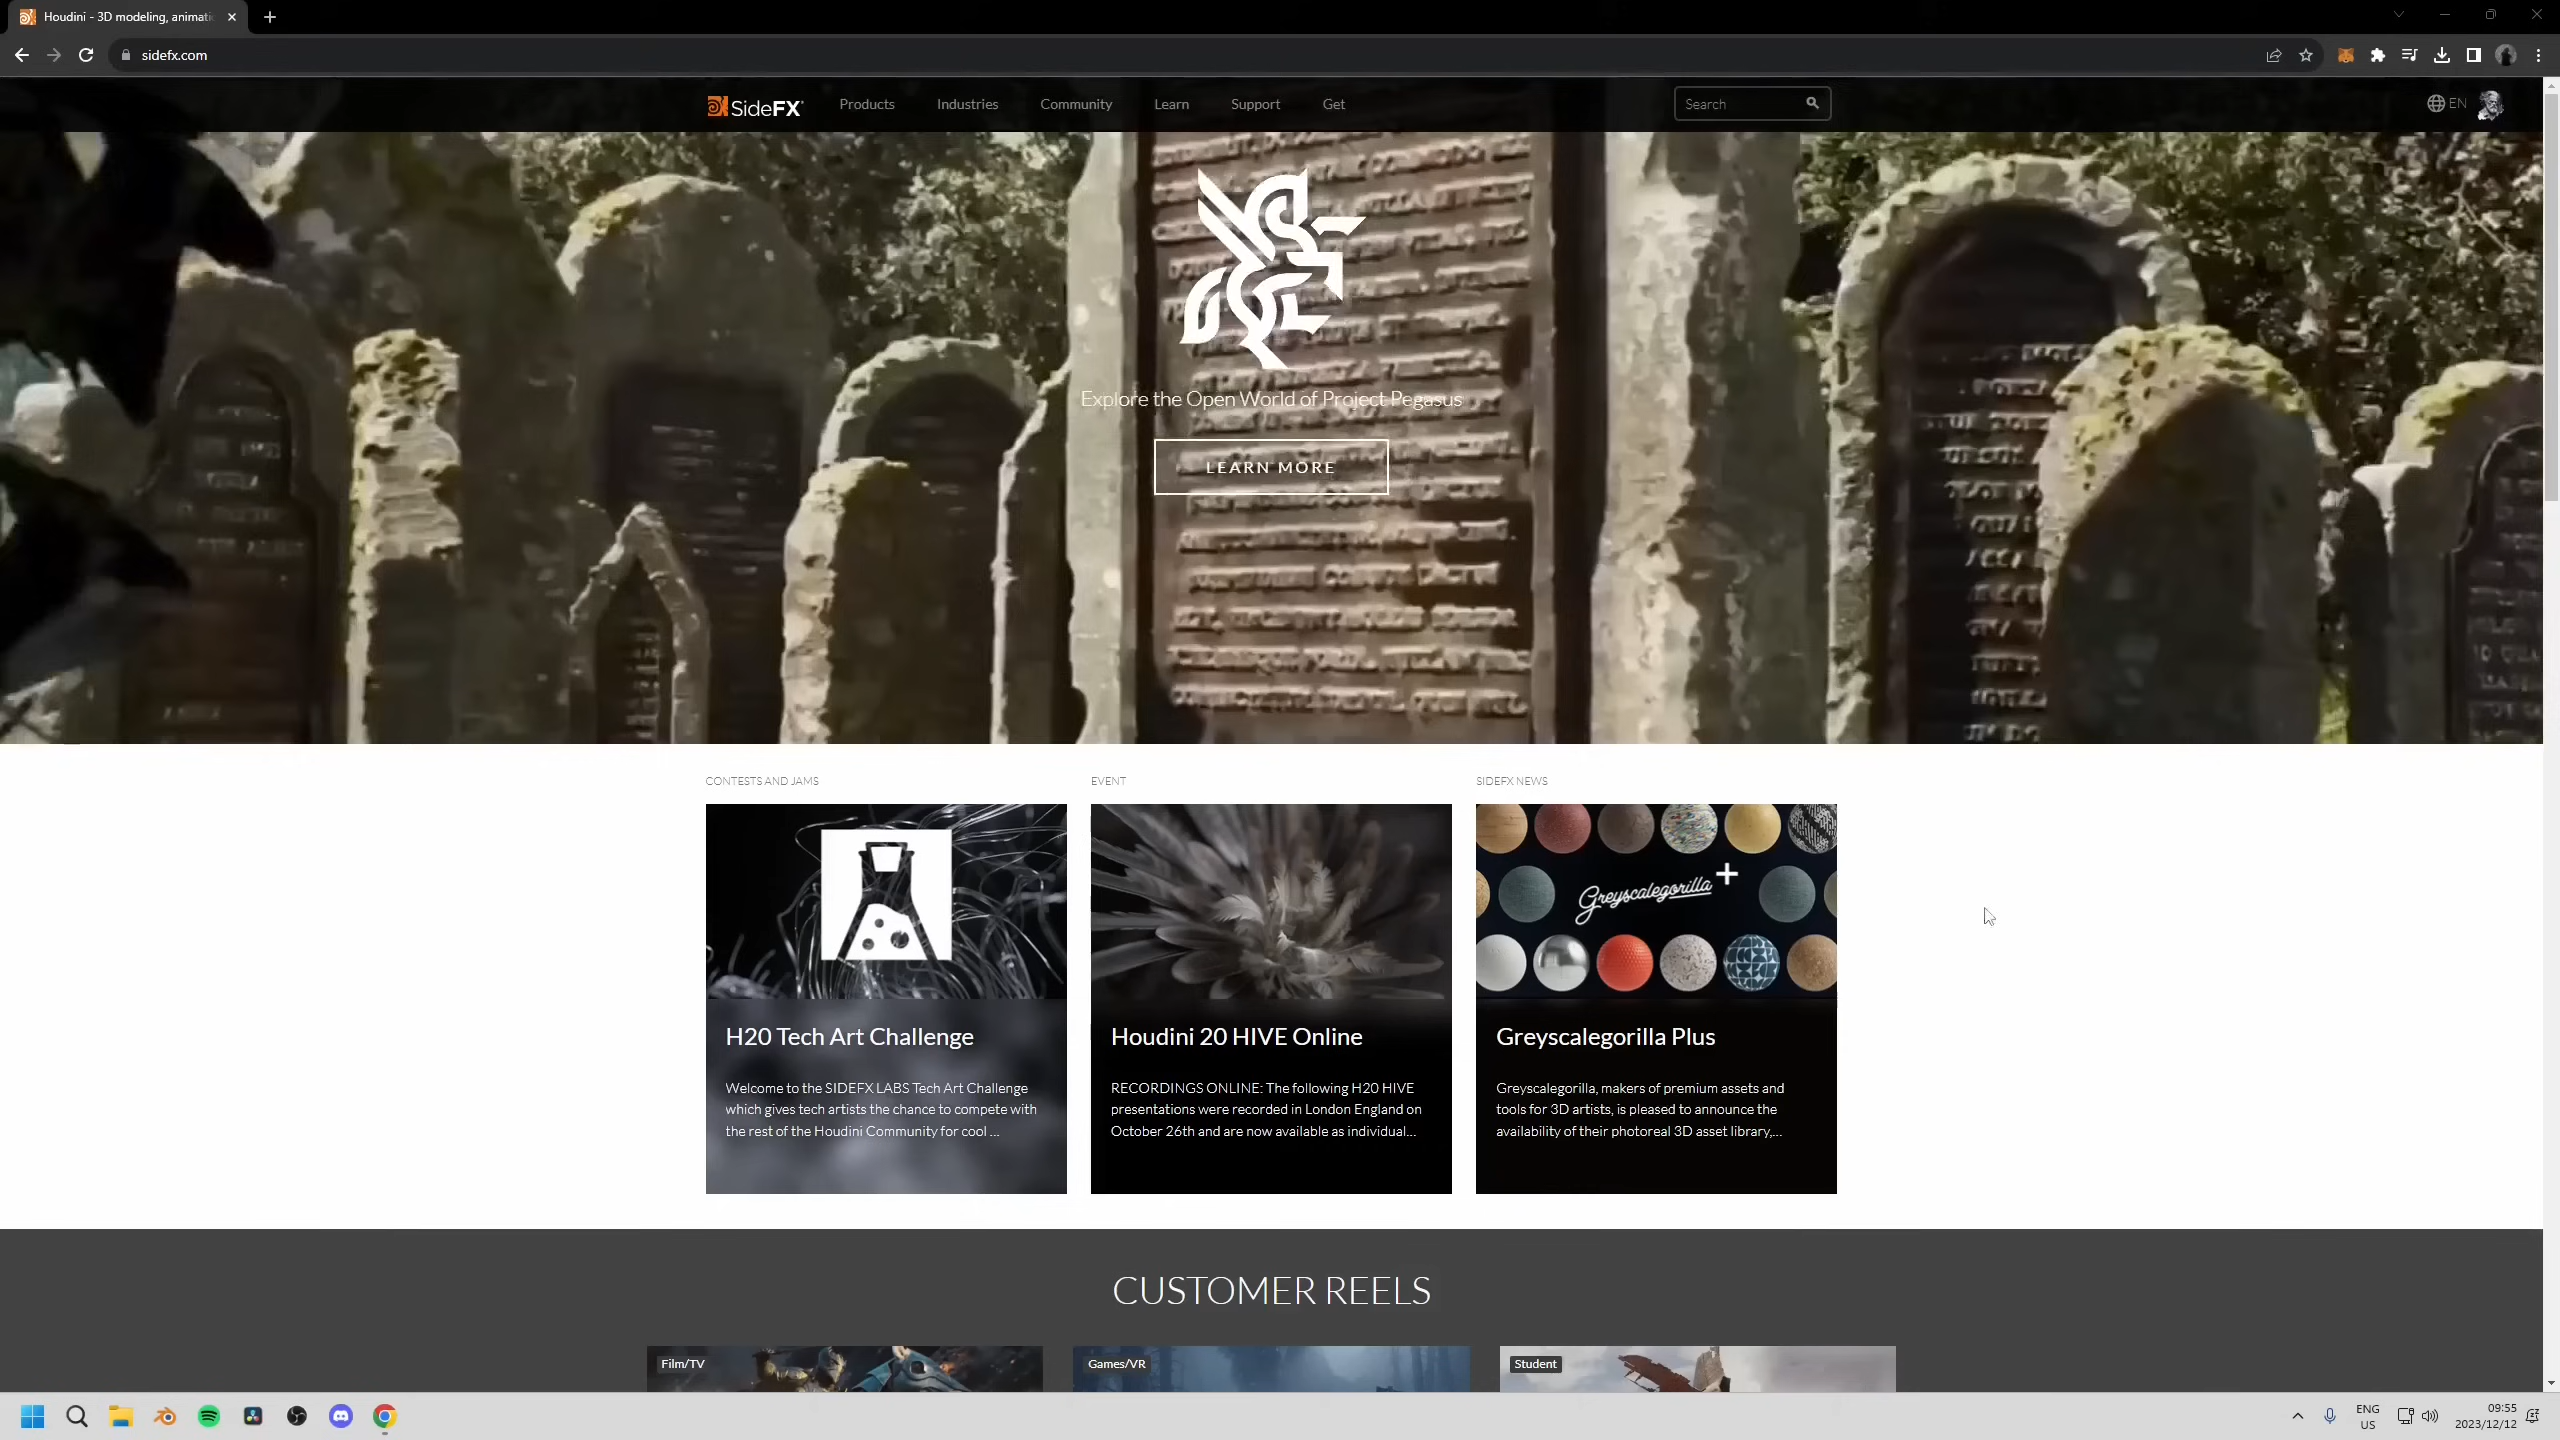 Houdini - 3D modeling, animati
sidefx.com
SideFX
Products
Industries
Community
Learn
Support
Get
Search
EN
Explore the Open World of Project Pegasus
LEARN MORE
CONTESTS AND JAMS
EVENT
SIDEFX NEWS
Greyscalegorilla
H20 Tech Art Challenge
Welcome to the SIDEFX LABS Tech Art Challenge
which gives tech artists the chance to compete with
the rest of the Houdini Community for cool ...
Houdini 20 HIVE Online
RECORDINGS ONLINE: The following H20 HIVE
presentations were recorded in London England on
October 26th and are now available as individual...
Greyscalegorilla Plus
Greyscalegorilla, makers of premium assets and
tools for 3D artists, is pleased to announce the
availability of their photoreal 3D asset library,...
CUSTOMER REELS
Film/TV
Games/VR
Student
ENG
US
09:55
2023/12/12